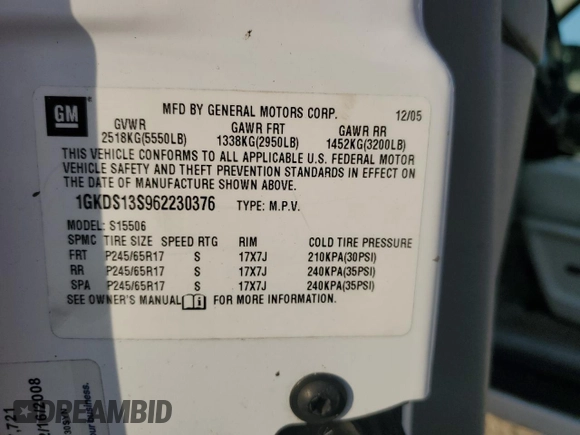 GM
MFD BY GENERAL MOTORS CORP. 12/05
GVWR GAWR FRT GAWR RR
2518KG(5550LB) 1338KG(2950LB) 1452KG(3200LB)
THIS VEHICLE CONFORMS TO ALL APPLICABLE U.S. FEDERAL MOTOR
VEHICLE SAFETY AND THEFT PREVENTION STANDARDS IN EFFECT ON
THE DATE OF MANUFACTURE SHOWN ABOVE.
1GKDS13S962230376 TYPE: M.P.V.
MODEL: S15506
SPMC TIRE SIZE SPEED RTG RIM COLD TIRE PRESSURE
FRT P245/65R17 S 17X7J 210KPA(30PSI)
RR P245/65R17 S 17X7J 240KPA(35PSI)
SPA P245/65R17 S 17X7J 240KPA(35PSI)
SEE OWNER'S MANUAL FOR MORE INFORMATION.
,721
/16/2008
business.
DREAMBID